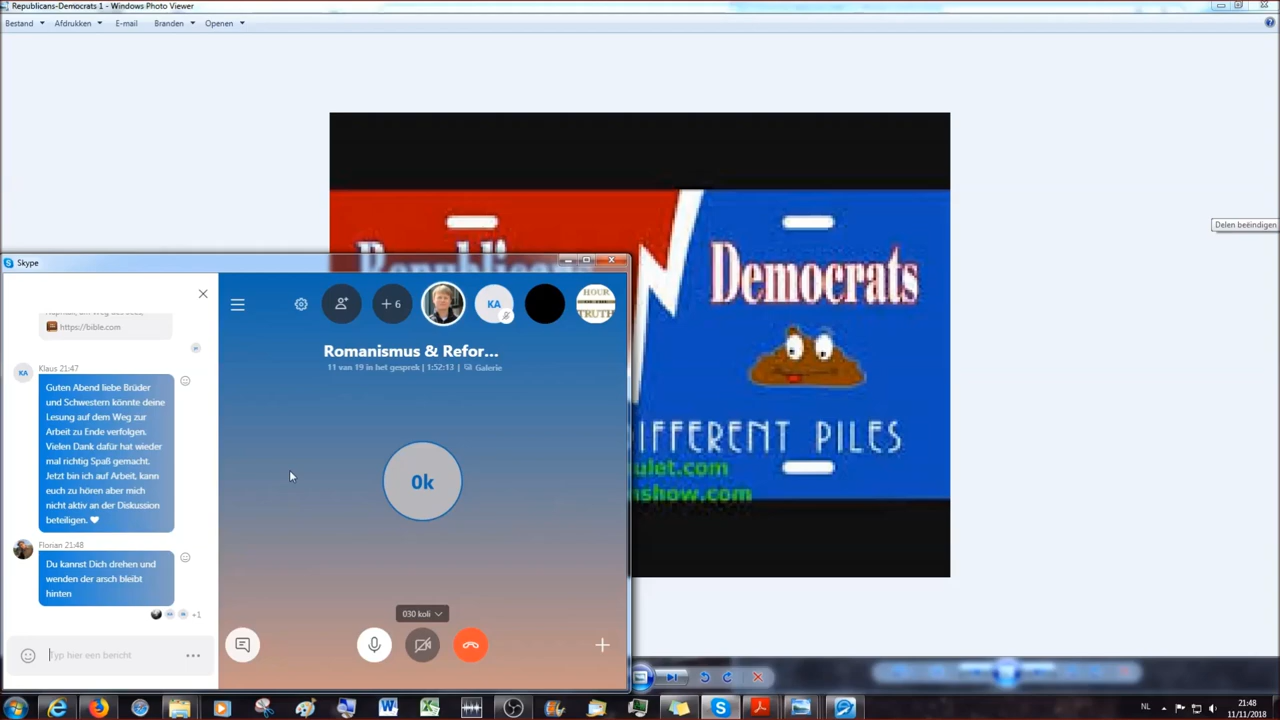 Republicans-Democrats 1 - Windows Photo Viewer
Bestand
Afdrukken
E-mail
Branden
Openen
Delen beëindigen
Republicans
Democrats
IFFERENT PILES
ulet.com
nshow.com
Skype
https://bible.com
KA
Klaus 21:47
Guten Abend liebe Brüder
und Schwestern könnte deine
Lesung auf dem Weg zur
Arbeit zu Ende verfolgen.
Vielen Dank dafür hat wieder
mal richtig Spaß gemacht.
Jetzt bin ich auf Arbeit, kann
euch zu hören aber mich
nicht aktiv an der Diskussion
beteiligen.
Florian 21:48
Du kannst Dich drehen und
wenden der arsch bleibt
hinten
+1
Typ hier een bericht
+ 6
KA
HOUR
TRUTH
Romanismus & Refor...
11 van 19 in het gesprek | 1:52:13 | Galerie
0k
030 koli
NL
21:48
11/11/2018